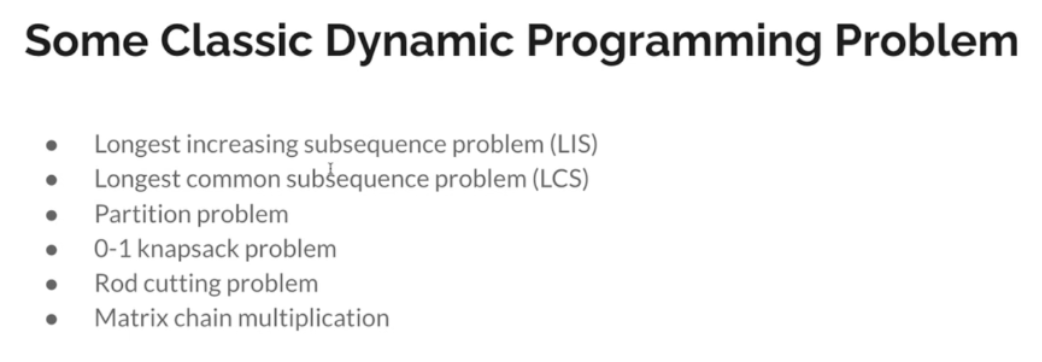 Some Classic Dynamic Programming Problem
● Longest increasing subsequence problem (LIS)
● Longest common subsequence problem (LCS)
● Partition problem
● 0-1 knapsack problem
● Rod cutting problem
● Matrix chain multiplication